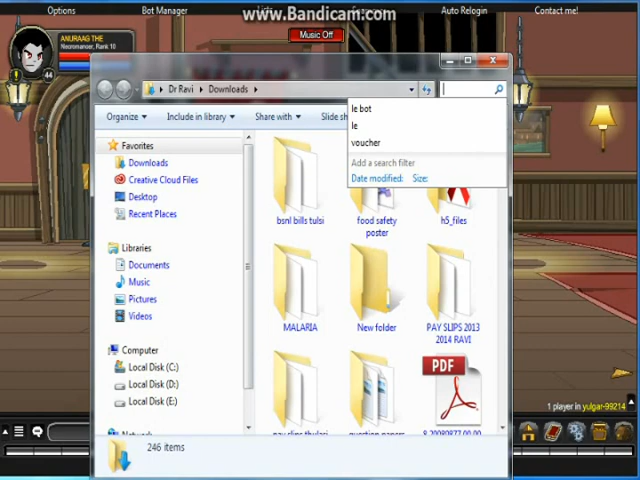 www.Bandicam.com
Options
Bot Manager
Auto Relogin
Contact me!
Music Off
ANURAAG THE
Necromancer, Rank 10
44
Dr Ravi
Downloads
le bot
le
voucher
Add a search filter
Date modified: Size:
Organize
Include in library
Share with
Slide sh
Favorites
Downloads
Creative Cloud Files
Desktop
Recent Places
Libraries
Documents
Music
Pictures
Videos
Computer
Local Disk (C:)
Local Disk (D:)
Local Disk (E:)
bsnl bills tulsi
food safety
poster
h5_files
MALARIA
New folder
PAY SLIPS 2013
2014 RAVI
PDF
246 items
1 player in yulgar-99214